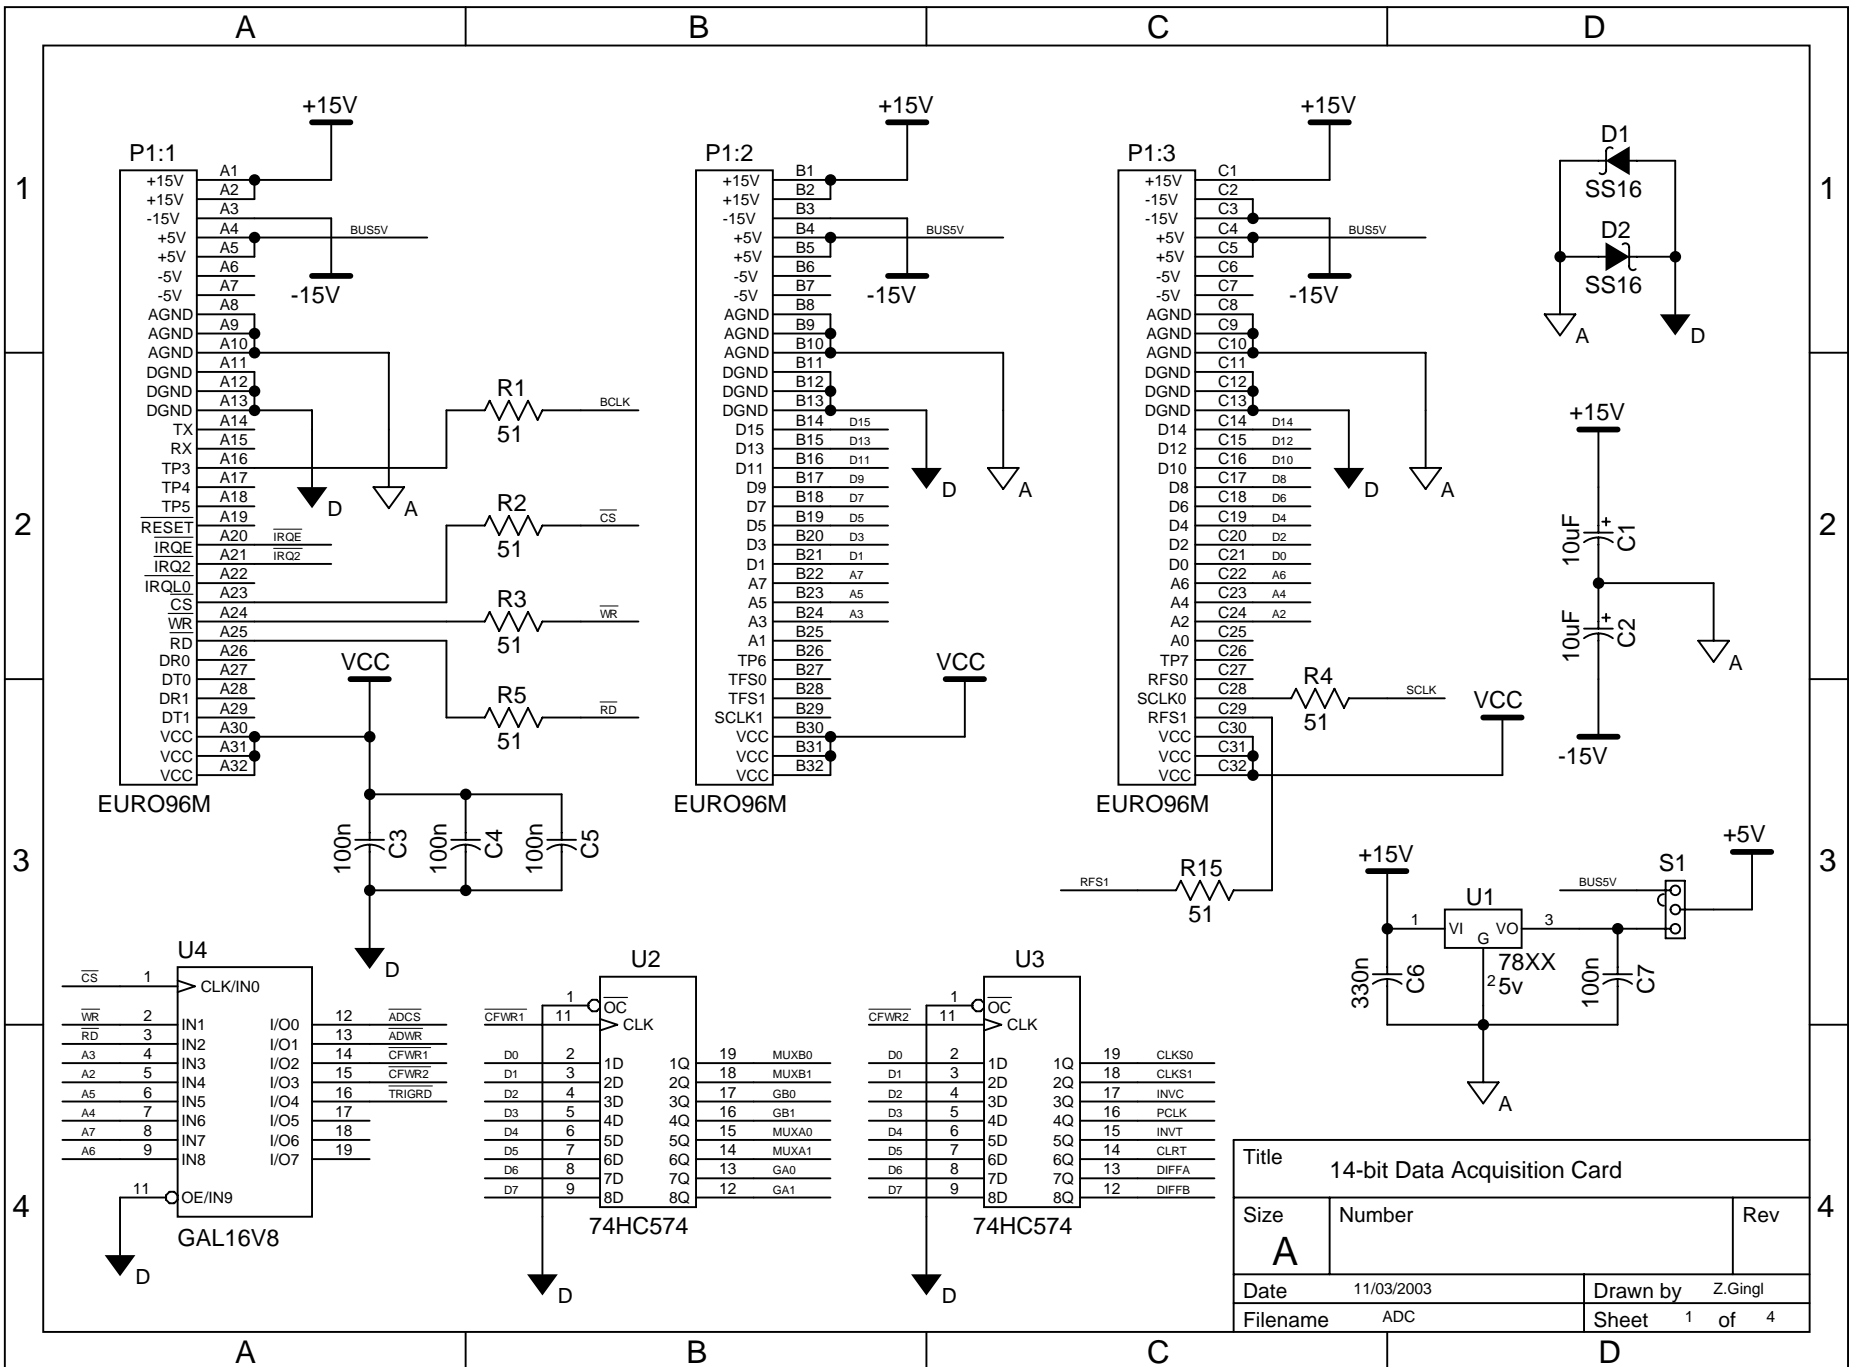 A B C D
1
2
3
4
1
2
3
4
A B C D
P1:1
+15V
-15V
BUS5V
+15V A1
+15V A2
-15V A3
+5V A4
+5V A5
-5V A6
-5V A7
AGND A8
AGND A9
AGND A10
DGND A11
DGND A12
DGND A13
TX A14
RX A15
TP3 A16
TP4 A17
TP5 A18
RESET A19
IRQE A20 IRQE
IRQ2 A21 IRQ2
IRQL0 A22
CS A23
WR A24
RD A25
DR0 A26
DT0 A27
DR1 A28
DT1 A29
VCC A30
VCC A31
VCC A32
EURO96M
D
A
R1
51
BCLK
R2
51
CS
R3
51
WR
R5
51
RD
VCC
100n C3
100n C4
100n C5
D
P1:2
+15V
-15V
BUS5V
+15V B1
+15V B2
-15V B3
+5V B4
+5V B5
-5V B6
-5V B7
AGND B8
AGND B9
AGND B10
DGND B11
DGND B12
DGND B13
D15 B14 D15
D13 B15 D13
D11 B16 D11
D9 B17 D9
D7 B18 D7
D5 B19 D5
D3 B20 D3
D1 B21 D1
A7 B22 A7
A5 B23 A5
A3 B24 A3
A1 B25
TP6 B26
TFS0 B27
TFS1 B28
SCLK1 B29
VCC B30
VCC B31
VCC B32
EURO96M
D
A
VCC
P1:3
+15V
-15V
BUS5V
+15V C1
-15V C2
-15V C3
+5V C4
+5V C5
-5V C6
-5V C7
AGND C8
AGND C9
AGND C10
DGND C11
DGND C12
DGND C13
D14 C14 D14
D12 C15 D12
D10 C16 D10
D8 C17 D8
D6 C18 D6
D4 C19 D4
D2 C20 D2
D0 C21 D0
A6 C22 A6
A4 C23 A4
A2 C24 A2
A0 C25
TP7 C26
RFS0 C27
SCLK0 C28
RFS1 C29
VCC C30
VCC C31
VCC C32
EURO96M
D
A
R4
51
SCLK
VCC
RFS1
R15
51
D1
SS16
D2
SS16
A
D
+15V
10uF + C1
10uF + C2
A
-15V
+15V
330n C6
U1
1 VI VO 3
G
2
78XX
5v
100n C7
BUS5V
S1
+5V
A
U4
CS 1 CLK/IN0
WR 2 IN1 I/O0 12 ADCS
RD 3 IN2 I/O1 13 ADWR
A3 4 IN3 I/O2 14 CFWR1
A2 5 IN4 I/O3 15 CFWR2
A5 6 IN5 I/O4 16 TRIGRD
A4 7 IN6 I/O5 17
A7 8 IN7 I/O6 18
A6 9 IN8 I/O7 19
11 OE/IN9
GAL16V8
D
U2
1 OC
CFWR1 11 CLK
D0 2 1D 1Q 19 MUXB0
D1 3 2D 2Q 18 MUXB1
D2 4 3D 3Q 17 GB0
D3 5 4D 4Q 16 GB1
D4 6 5D 5Q 15 MUXA0
D5 7 6D 6Q 14 MUXA1
D6 8 7D 7Q 13 GA0
D7 9 8D 8Q 12 GA1
74HC574
D
U3
1 OC
CFWR2 11 CLK
D0 2 1D 1Q 19 CLKS0
D1 3 2D 2Q 18 CLKS1
D2 4 3D 3Q 17 INVC
D3 5 4D 4Q 16 PCLK
D4 6 5D 5Q 15 INVT
D5 7 6D 6Q 14 CLRT
D6 8 7D 7Q 13 DIFFA
D7 9 8D 8Q 12 DIFFB
74HC574
D
Title 14-bit Data Acquisition Card
Size A Number Rev
Date 11/03/2003 Drawn by Z.Gingl
Filename ADC Sheet 1 of 4